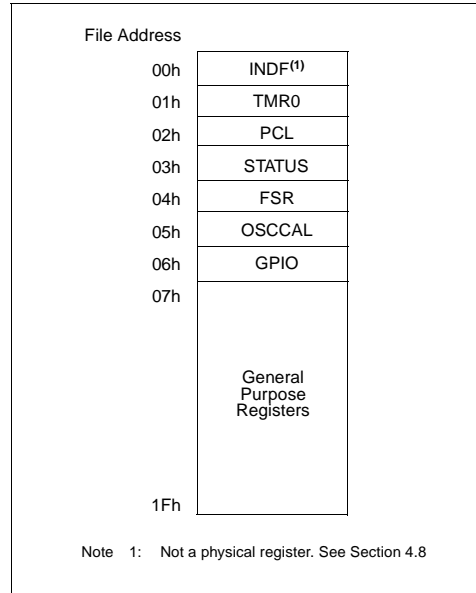 File Address
00h INDF(1)
01h TMR0
02h PCL
03h STATUS
04h FSR
05h OSCCAL
06h GPIO
07h
General
Purpose
Registers
1Fh
Note 1: Not a physical register. See Section 4.8